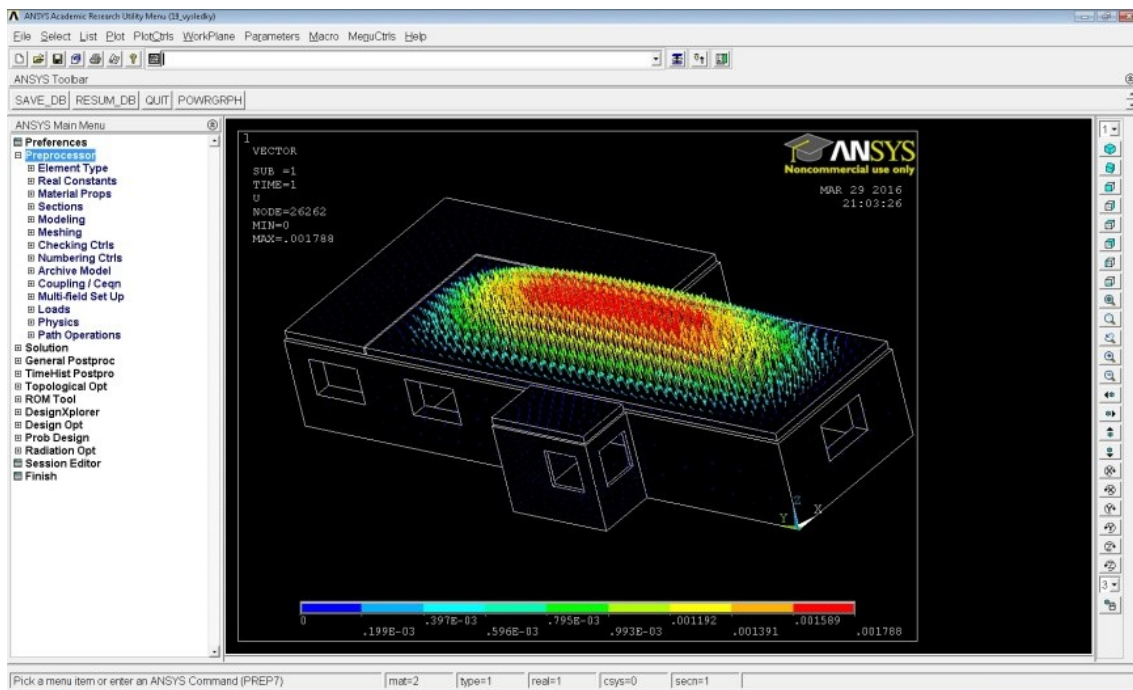 ANSYS Academic Research Utility Menu (13_vysledky)
File Select List Plot PlotCtrls WorkPlane Parameters Macro MenuCtrls Help
ANSYS Toolbar
SAVE_DB RESUM_DB QUIT POWRGRPH
ANSYS Main Menu
Preferences
Preprocessor
Element Type
Real Constants
Material Props
Sections
Modeling
Meshing
Checking Ctrls
Numbering Ctrls
Archive Model
Coupling / Ceqn
Multi-field Set Up
Loads
Physics
Path Operations
Solution
General Postproc
TimeHist Postpro
Topological Opt
ROM Tool
DesignXplorer
Design Opt
Prob Design
Radiation Opt
Session Editor
Finish
1
VECTOR
SUB =1
TIME=1
U
NODE=26262
MIN=0
MAX=.001788
ANSYS
Noncommercial use only
MAR 29 2016
21:03:26
Z
Y X
0 .397E-03 .795E-03 .001192 .001589
.199E-03 .596E-03 .993E-03 .001391 .001788
1
3
Pick a menu item or enter an ANSYS Command (PREP7) mat=2 type=1 real=1 csys=0 secn=1